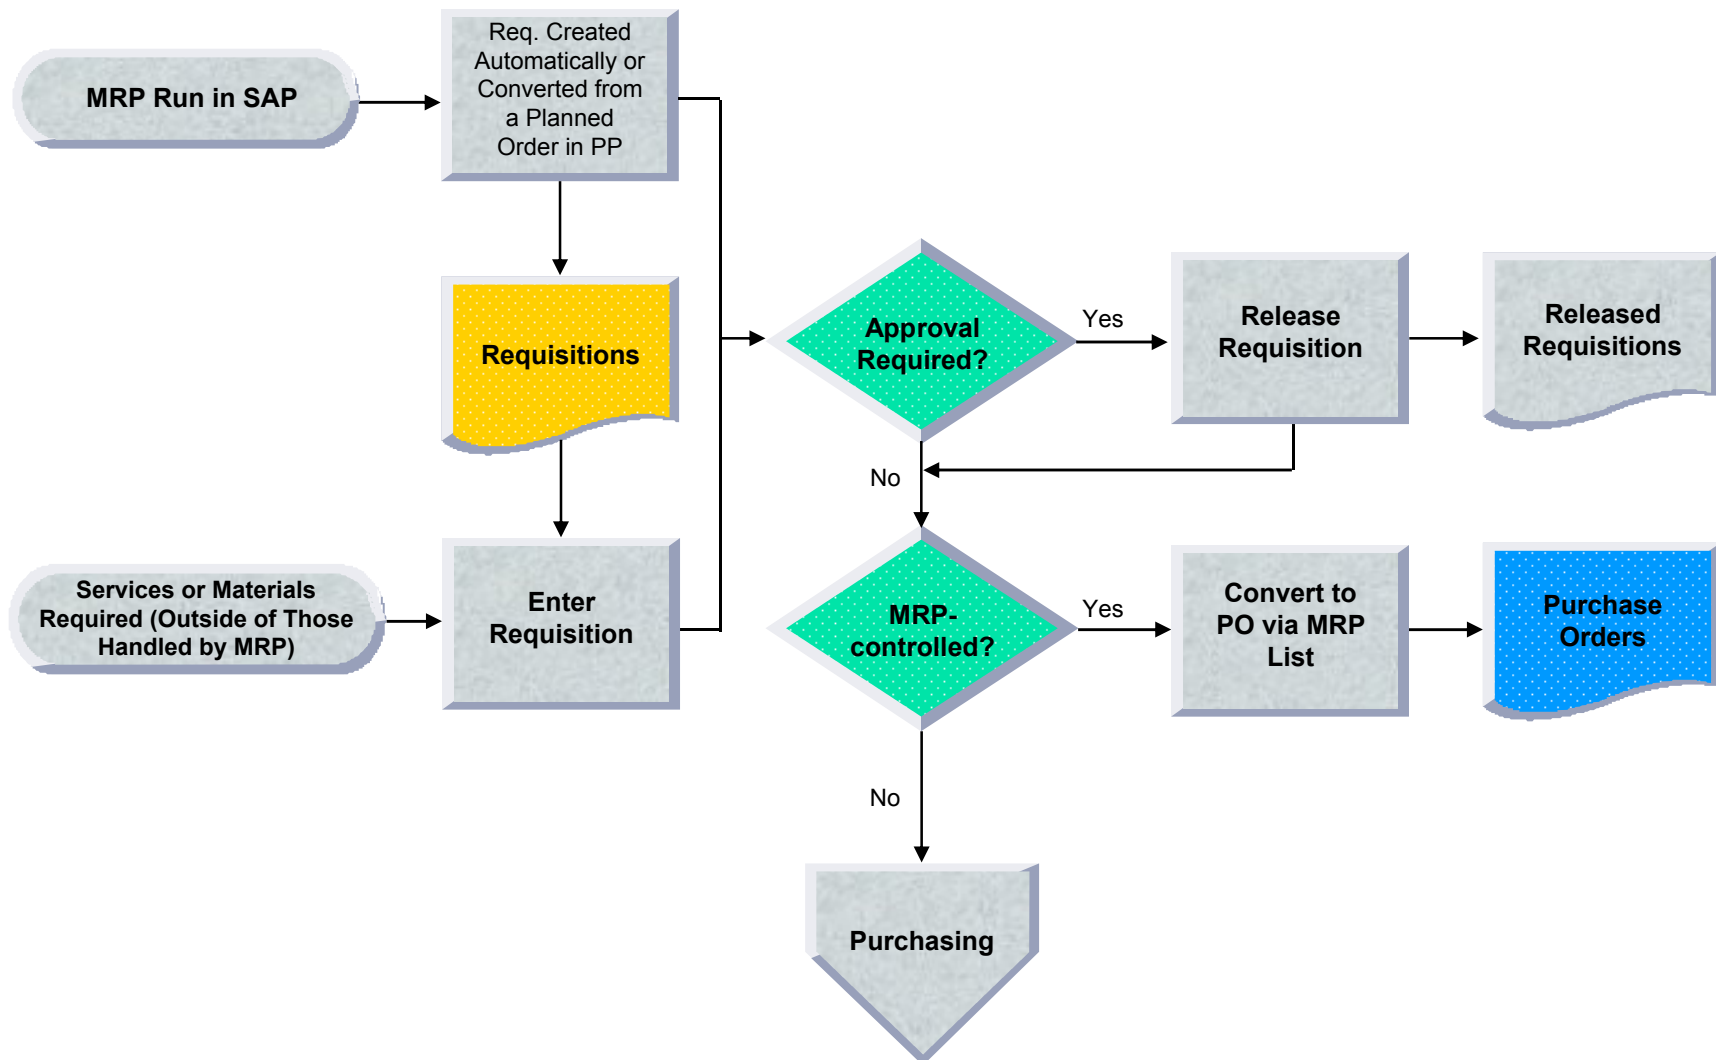 MRP Run in SAP
Req. Created
Automatically or
Converted from
a Planned
Order in PP
Requisitions
Approval
Required?
Yes
Release
Requisition
Released
Requisitions
No
Services or Materials
Required (Outside of Those
Handled by MRP)
Enter
Requisition
MRP-
controlled?
Yes
Convert to
PO via MRP
List
Purchase
Orders
No
Purchasing